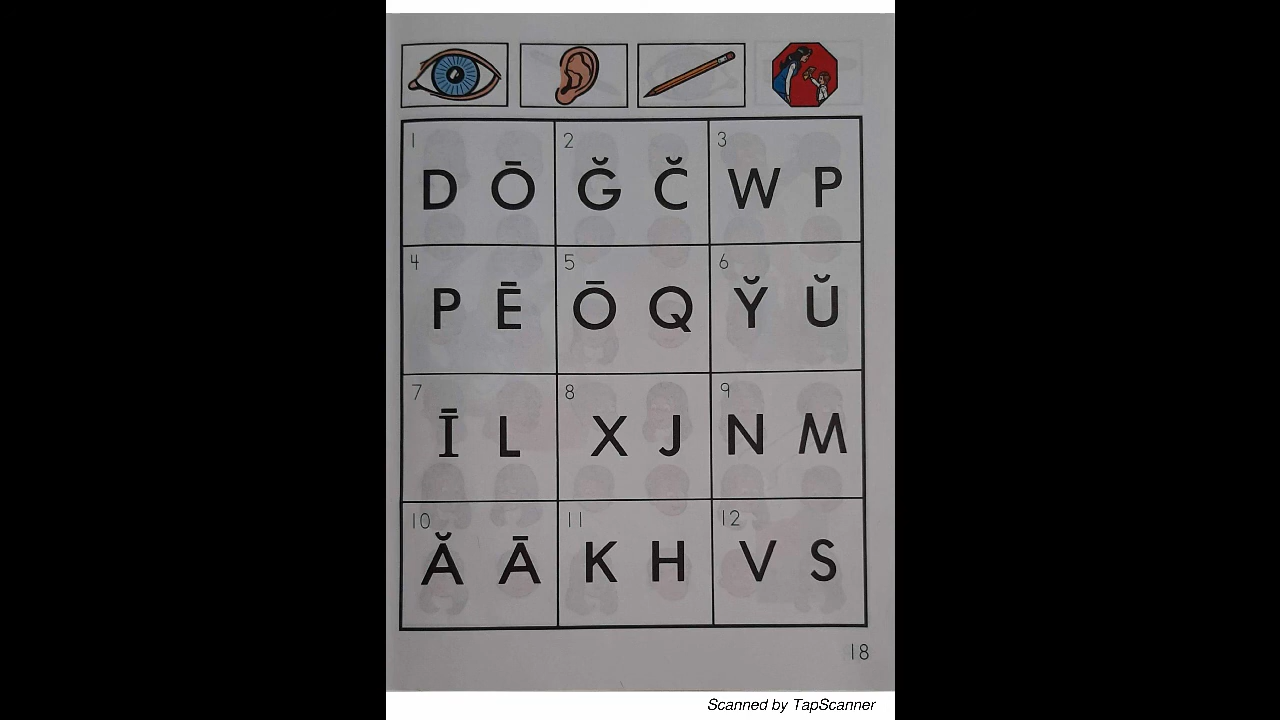 1 2 3
D Ō Ğ C̆ W P
4 5 6
P Ē Ō Q Y̆ Ŭ
7 8 9
Ī L X J N M
10 11 12
Ă Ā K H V S
18
Scanned by TapScanner